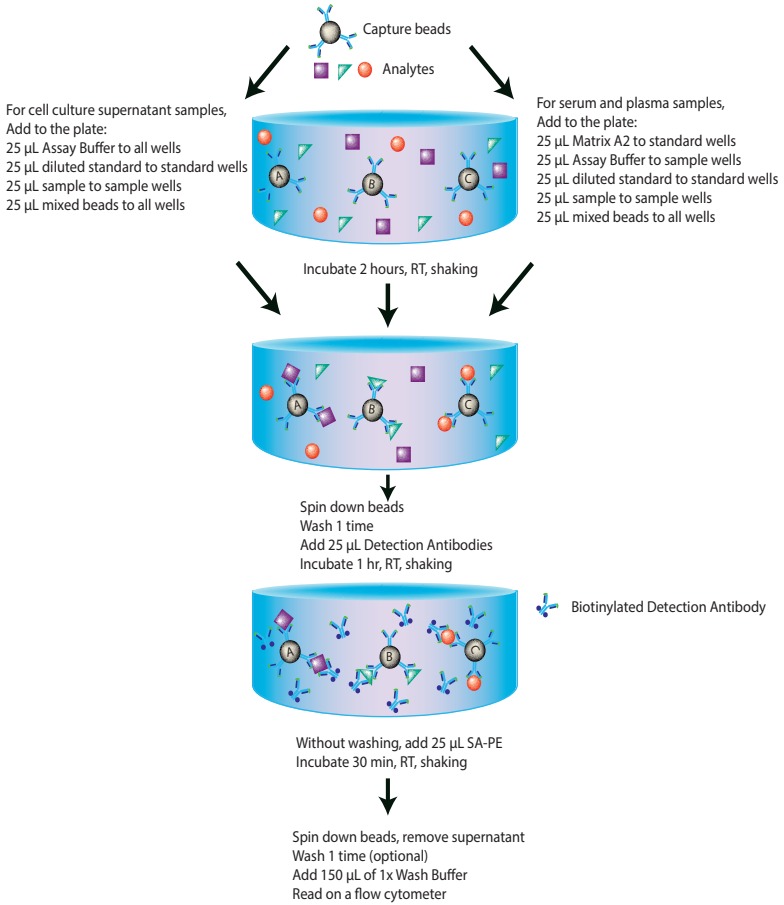 Capture beads
Analytes
For cell culture supernatant samples,
Add to the plate:
25 µL Assay Buffer to all wells
25 µL diluted standard to standard wells
25 µL sample to sample wells
25 µL mixed beads to all wells
For serum and plasma samples,
Add to the plate:
25 µL Matrix A2 to standard wells
25 µL Assay Buffer to sample wells
25 µL diluted standard to standard wells
25 µL sample to sample wells
25 µL mixed beads to all wells
A
B
C
Incubate 2 hours, RT, shaking
A
B
C
Spin down beads
Wash 1 time
Add 25 µL Detection Antibodies
Incubate 1 hr, RT, shaking
Biotinylated Detection Antibody
A
B
C
Without washing, add 25 µL SA-PE
Incubate 30 min, RT, shaking
Spin down beads, remove supernatant
Wash 1 time (optional)
Add 150 µL of 1x Wash Buffer
Read on a flow cytometer